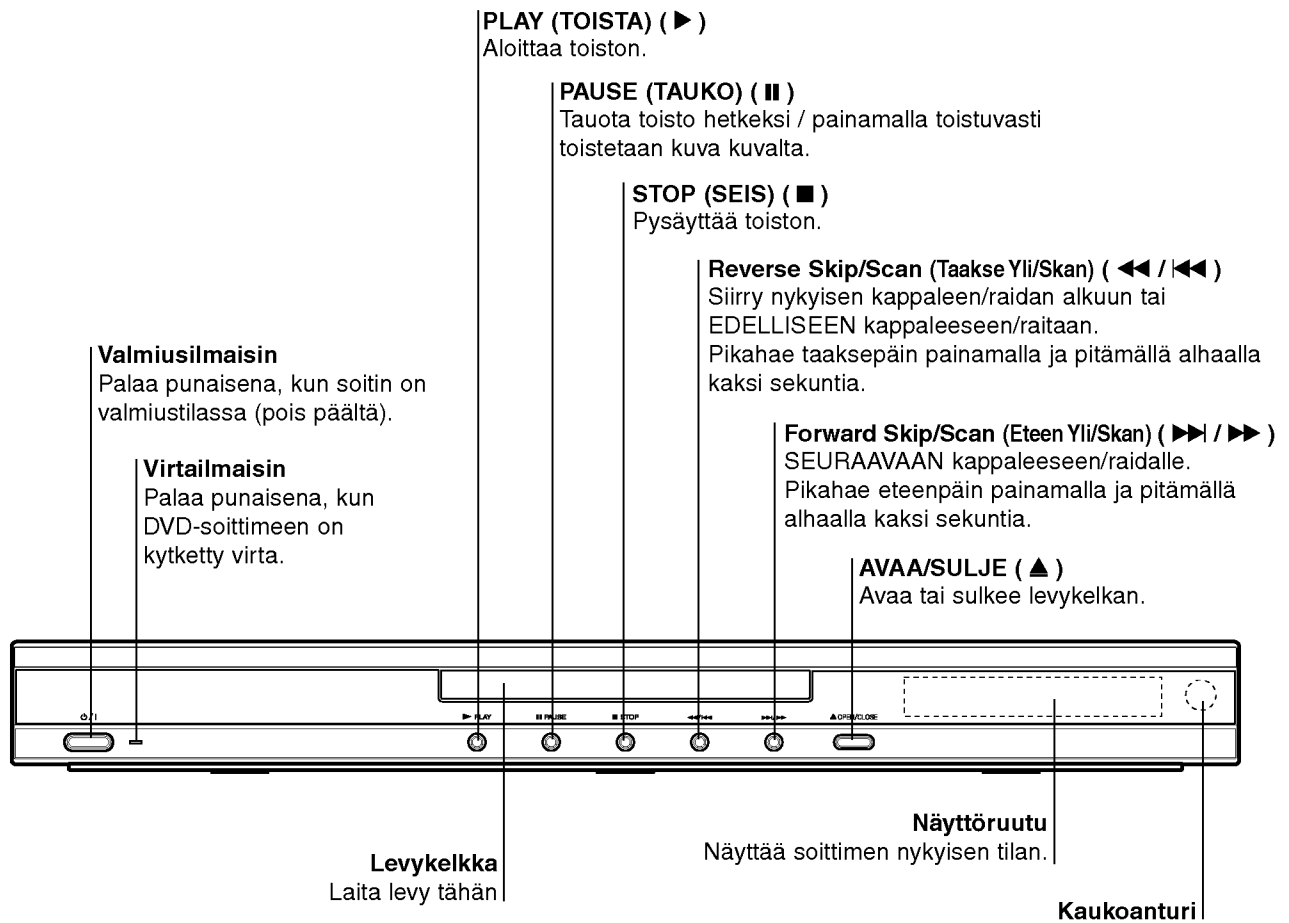 PLAY (TOISTA) ( ▶ )
Aloittaa toiston.
PAUSE (TAUKO) ( ▮▮ )
Tauota toisto hetkeksi / painamalla toistuvasti
toistetaan kuva kuvalta.
STOP (SEIS) ( ■ )
Pysäyttää toiston.
Reverse Skip/Scan (Taakse Yli/Skan) ( ◀◀ / |◀◀ )
Siirry nykyisen kappaleen/raidan alkuun tai
EDELLISEEN kappaleeseen/raitaan.
Pikahae taaksepäin painamalla ja pitämällä alhaalla
kaksi sekuntia.
Valmiusilmaisin
Palaa punaisena, kun soitin on
valmiustilassa (pois päältä).
Forward Skip/Scan (Eteen Yli/Skan) ( ▶▶| / ▶▶ )
SEURAAVAAN kappaleeseen/raidalle.
Pikahae eteenpäin painamalla ja pitämällä
alhaalla kaksi sekuntia.
Virtailmaisin
Palaa punaisena, kun
DVD-soittimeen on
kytketty virta.
AVAA/SULJE ( ⏏ )
Avaa tai sulkee levykelkan.
⏻ / I
▶ PLAY
▮▮ PAUSE
■ STOP
◀◀/|◀◀
▶▶|/▶▶
▲ OPEN/CLOSE
Näyttöruutu
Näyttää soittimen nykyisen tilan.
Levykelkka
Laita levy tähän
Kaukoanturi